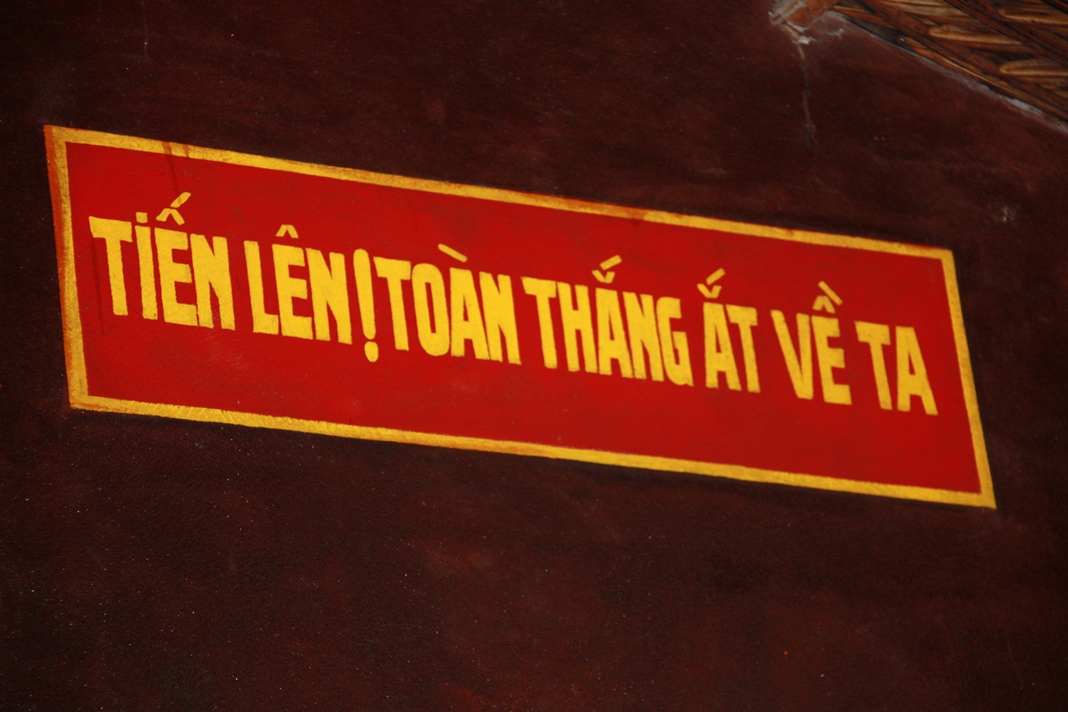 TIẾN LÊN! TOÀN THẮNG ẮT VỀ TA